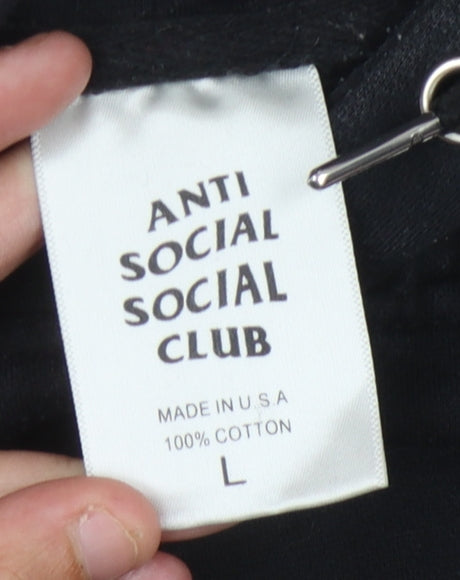 ANTI
SOCIAL
SOCIAL
CLUB
MADE IN U.S.A
100% COTTON
L